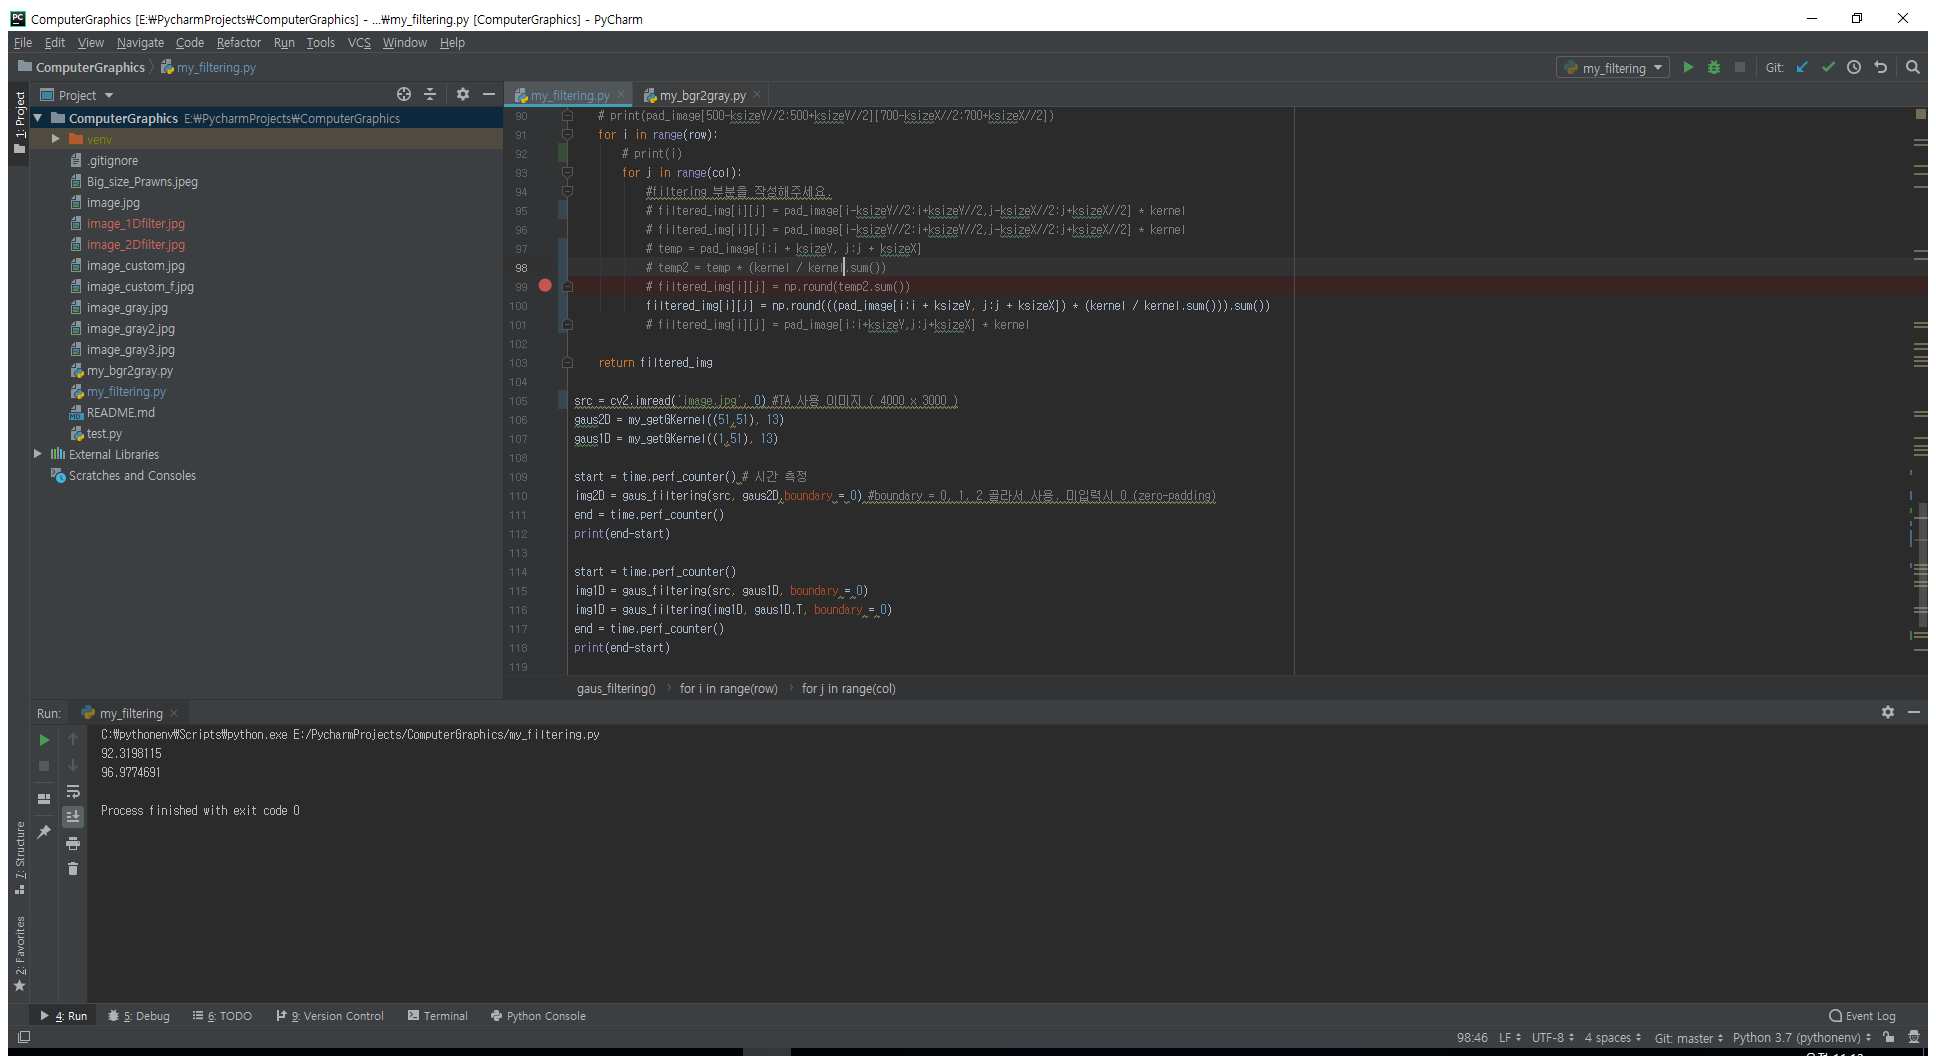 ComputerGraphics [E:₩PycharmProjects₩ComputerGraphics] - ...₩my_filtering.py [ComputerGraphics] - PyCharm
File Edit View Navigate Code Refactor Run Tools VCS Window Help
ComputerGraphics my_filtering.py
my_filtering Git:
1: Project
Project
ComputerGraphics E:₩PycharmProjects₩ComputerGraphics
venv
.gitignore
Big_size_Prawns.jpeg
image.jpg
image_1Dfilter.jpg
image_2Dfilter.jpg
image_custom.jpg
image_custom_f.jpg
image_gray.jpg
image_gray2.jpg
image_gray3.jpg
my_bgr2gray.py
my_filtering.py
README.md
test.py
External Libraries
Scratches and Consoles
my_filtering.py my_bgr2gray.py
90 # print(pad_image[500-ksizeY//2:500+ksizeY//2][700-ksizeX//2:700+ksizeX//2])
91 for i in range(row):
92 # print(i)
93 for j in range(col):
94 #filtering 부분을 작성해주세요.
95 # filtered_img[i][j] = pad_image[i-ksizeY//2:i+ksizeY//2,j-ksizeX//2:j+ksizeX//2] * kernel
96 # filtered_img[i][j] = pad_image[i-ksizeY//2:i+ksizeY//2,j-ksizeX//2:j+ksizeX//2] * kernel
97 # temp = pad_image[i:i + ksizeY, j:j + ksizeX]
98 # temp2 = temp * (kernel / kernel.sum())
99 # filtered_img[i][j] = np.round(temp2.sum())
100 filtered_img[i][j] = np.round(((pad_image[i:i + ksizeY, j:j + ksizeX]) * (kernel / kernel.sum())).sum())
101 # filtered_img[i][j] = pad_image[i:i+ksizeY,j:j+ksizeX] * kernel
102
103 return filtered_img
104
105 src = cv2.imread('image.jpg', 0) #TA 사용 이미지 ( 4000 x 3000 )
106 gaus2D = my_getGKernel((51,51), 13)
107 gaus1D = my_getGKernel((1,51), 13)
108
109 start = time.perf_counter() # 시간 측정
110 img2D = gaus_filtering(src, gaus2D,boundary = 0) #boundary = 0, 1, 2 골라서 사용. 미입력시 0 (zero-padding)
111 end = time.perf_counter()
112 print(end-start)
113
114 start = time.perf_counter()
115 img1D = gaus_filtering(src, gaus1D, boundary = 0)
116 img1D = gaus_filtering(img1D, gaus1D.T, boundary = 0)
117 end = time.perf_counter()
118 print(end-start)
119
gaus_filtering() for i in range(row) for j in range(col)
Run: my_filtering
C:₩pythonenv₩Scripts₩python.exe E:/PycharmProjects/ComputerGraphics/my_filtering.py
92.3198115
96.9774691
Process finished with exit code 0
7: Structure
2: Favorites
4: Run 5: Debug 6: TODO 9: Version Control Terminal Python Console Event Log
98:46 LF UTF-8 4 spaces Git: master Python 3.7 (pythonenv)